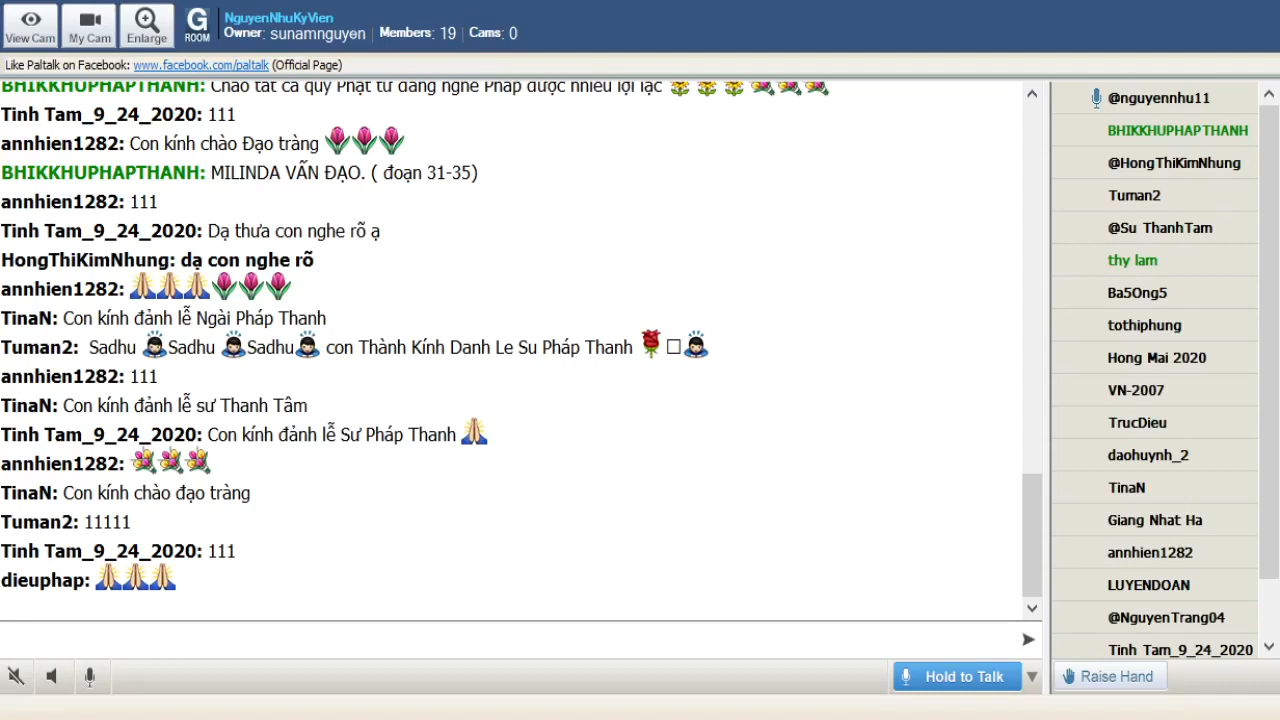 NguyenNhuKyVien
Owner: sunamnguyen | Members: 19 | Cams: 0
View Cam
My Cam
Enlarge
G ROOM
Like Paltalk on Facebook: www.facebook.com/paltalk (Official Page)
BHIKKHUPHAPTHANH: Chào tất cả quý Phật tử đang nghe Pháp được nhiều lợi lạc
Tinh Tam_9_24_2020: 111
annhien1282: Con kính chào Đạo tràng
BHIKKHUPHAPTHANH: MILINDA VẤN ĐẠO. ( đoạn 31-35)
annhien1282: 111
Tinh Tam_9_24_2020: Dạ thưa con nghe rõ ạ
HongThiKimNhung: dạ con nghe rõ
annhien1282:
TinaN: Con kính đảnh lễ Ngài Pháp Thanh
Tuman2: Sadhu Sadhu Sadhu con Thành Kính Danh Le Su Pháp Thanh
annhien1282: 111
TinaN: Con kính đảnh lễ sư Thanh Tâm
Tinh Tam_9_24_2020: Con kính đảnh lễ Sư Pháp Thanh
annhien1282:
TinaN: Con kính chào đạo tràng
Tuman2: 11111
Tinh Tam_9_24_2020: 111
dieuphap:
@nguyennhu11
BHIKKHUPHAPTHANH
@HongThiKimNhung
Tuman2
@Su ThanhTam
thy lam
Ba5Ong5
tothiphung
Hong Mai 2020
VN-2007
TrucDieu
daohuynh_2
TinaN
Giang Nhat Ha
annhien1282
LUYENDOAN
@NguyenTrang04
Tinh Tam_9_24_2020
Hold to Talk
Raise Hand